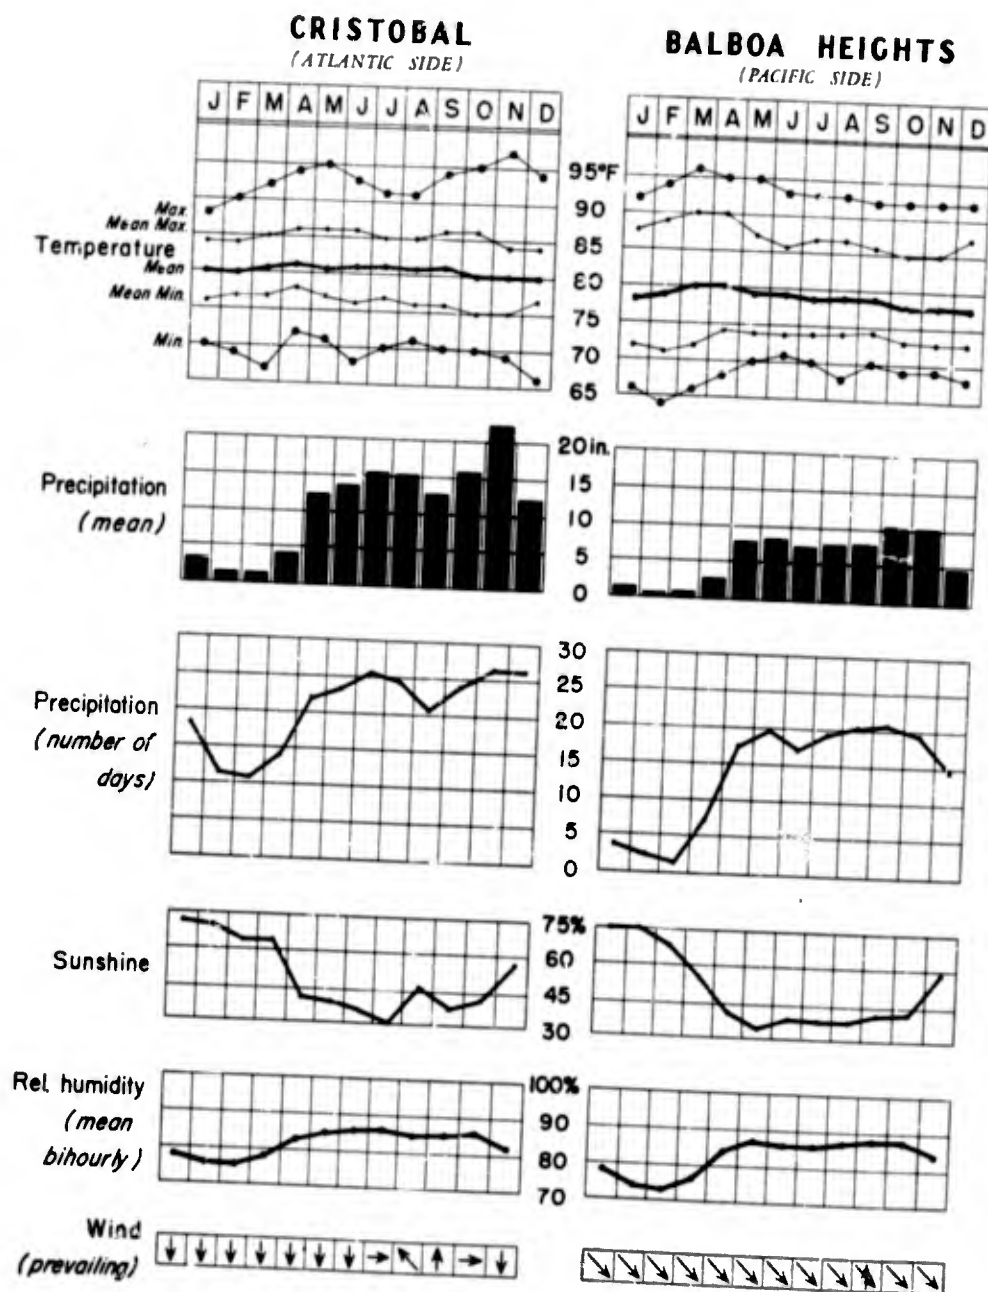 CRISTOBAL
(ATLANTIC SIDE)
BALBOA HEIGHTS
(PACIFIC SIDE)
J F M A M J J A S O N D
J F M A M J J A S O N D
95°F
90
85
80
75
70
65
Max.
Mean Max.
Temperature
Mean
Mean Min.
Min.
Precipitation
(mean)
20 in.
15
10
5
0
Precipitation
(number of
days)
30
25
20
15
10
5
0
Sunshine
75%
60
45
30
Rel. humidity
(mean
bihourly)
100%
90
80
70
Wind
(prevailing)